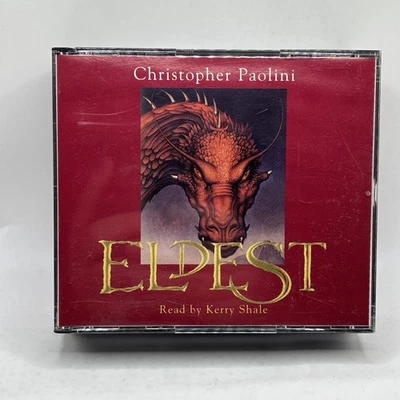 Christopher Paolini
ELDEST
Read by Kerry Shale